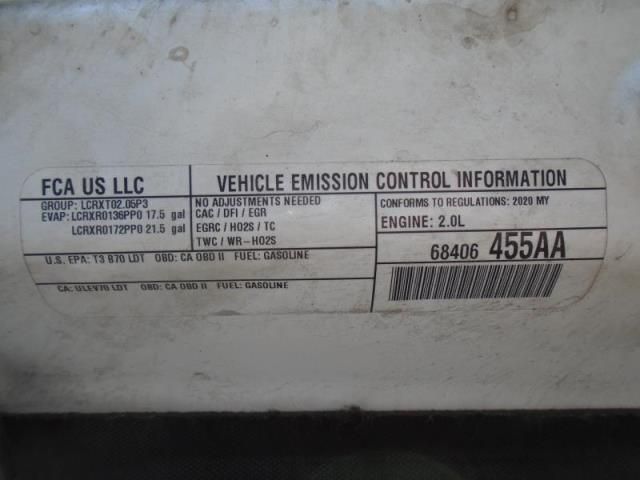 FCA US LLC
VEHICLE EMISSION CONTROL INFORMATION
GROUP: LCRXT02.05P3
EVAP: LCRXR0136PP0 17.5 gal
LCRXR0172PP0 21.5 gal
NO ADJUSTMENTS NEEDED
CAC / DFI / EGR
EGRC / HO2S / TC
TWC / WR-HO2S
CONFORMS TO REGULATIONS: 2020 MY
ENGINE: 2.0L
U.S. EPA: T3 B70 LDT OBD: CA OBD II FUEL: GASOLINE
CA: ULEV70 LDT OBD: CA OBD II FUEL: GASOLINE
68406 455AA